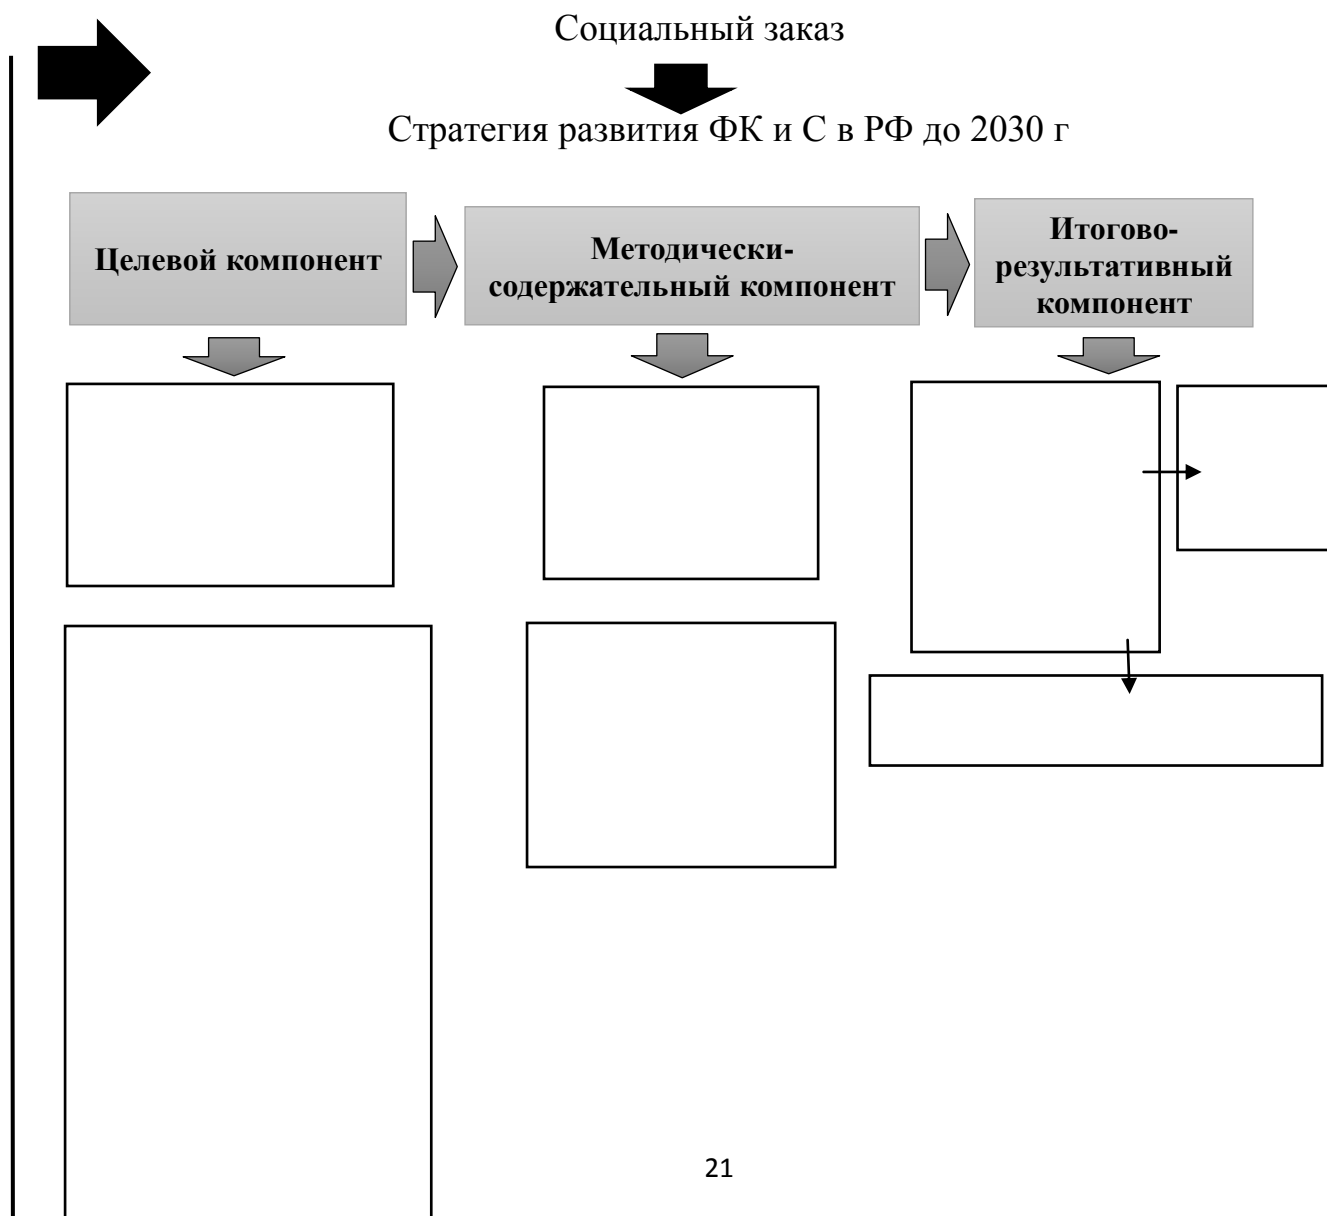 Социальный заказ
Стратегия развития ФК и С в РФ до 2030 г
Целевой компонент
Методически-
содержательный компонент
Итогово-
результативный
компонент
21